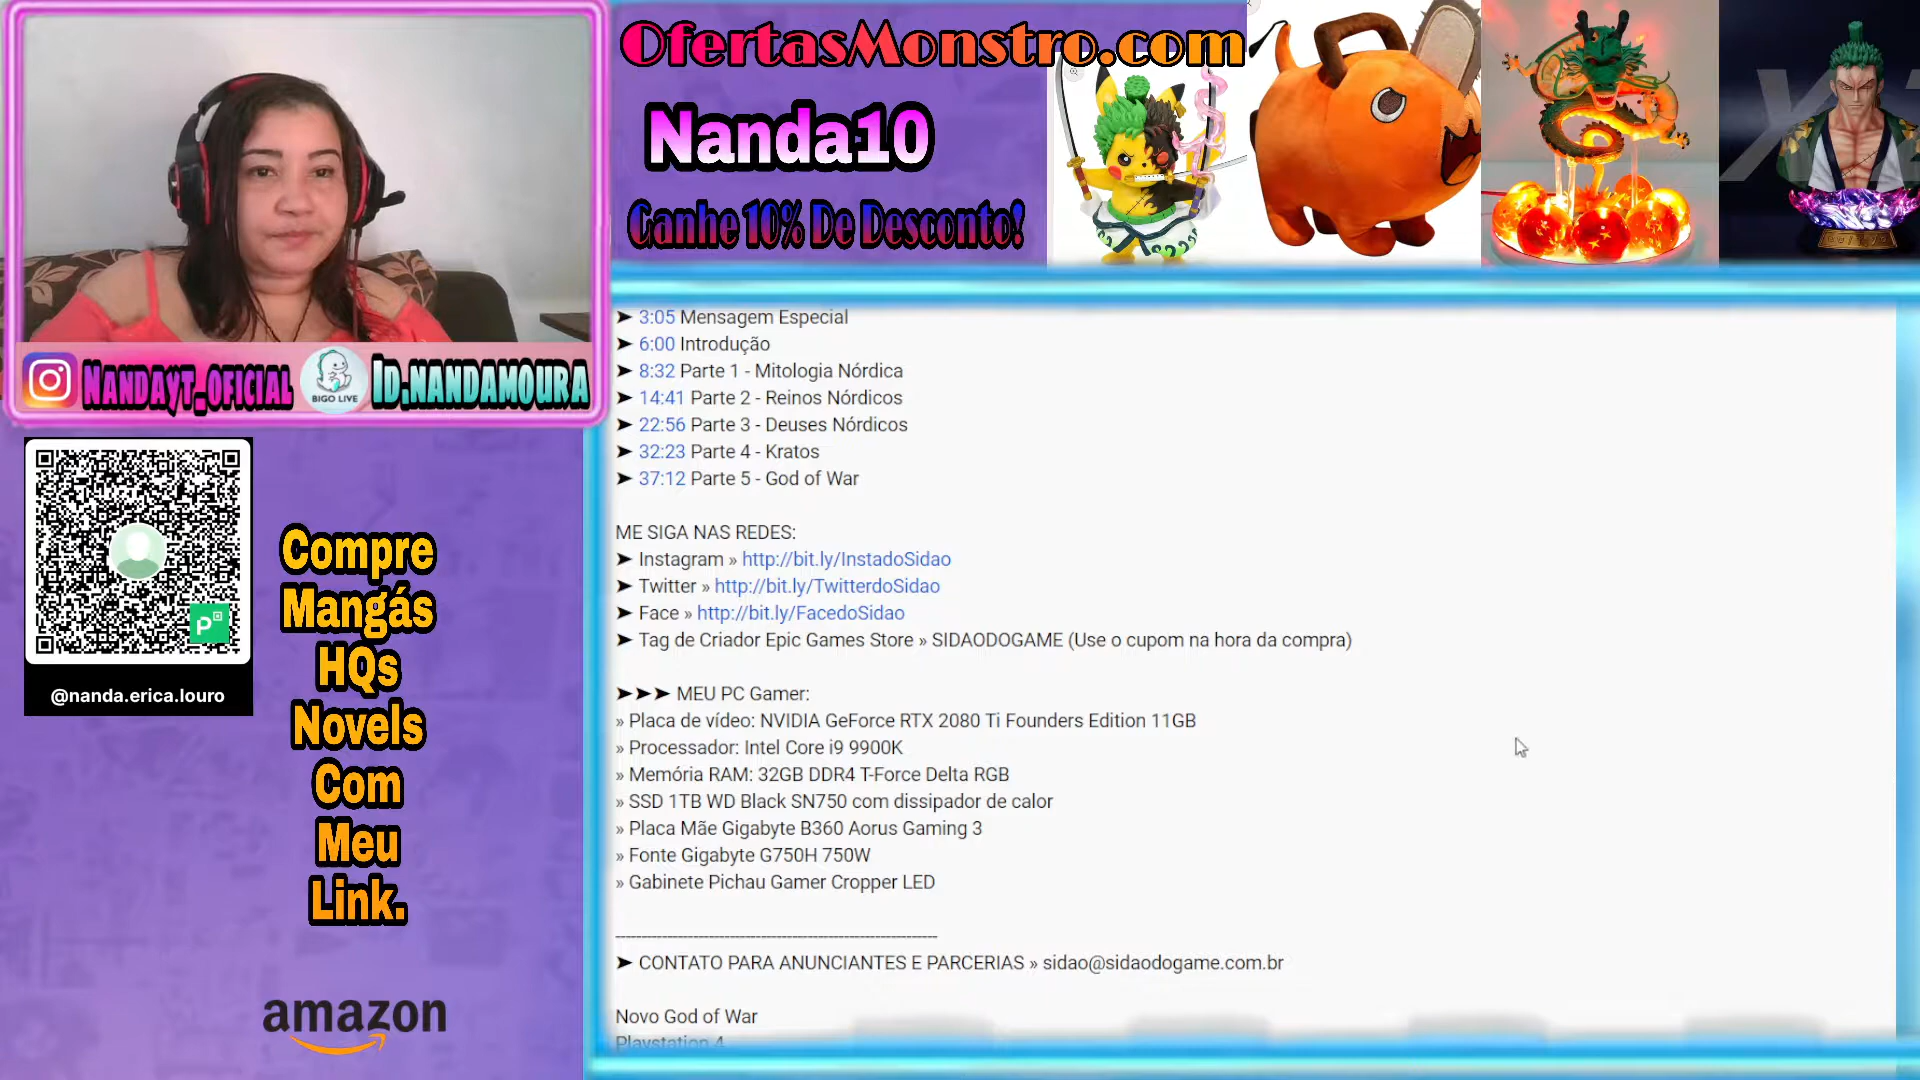 OfertasMonstro.com
Nanda10
Ganhe 10% De Desconto!
NANDAYT_OFICIAL
BIGO LIVE
ID.NANDAMOURA
@nanda.erica.louro
Compre
Mangás
HQs
Novels
Com
Meu
Link.
amazon
➤ 3:05 Mensagem Especial
➤ 6:00 Introdução
➤ 8:32 Parte 1 - Mitologia Nórdica
➤ 14:41 Parte 2 - Reinos Nórdicos
➤ 22:56 Parte 3 - Deuses Nórdicos
➤ 32:23 Parte 4 - Kratos
➤ 37:12 Parte 5 - God of War
ME SIGA NAS REDES:
➤ Instagram » http://bit.ly/InstadoSidao
➤ Twitter » http://bit.ly/TwitterdoSidao
➤ Face » http://bit.ly/FacedoSidao
➤ Tag de Criador Epic Games Store » SIDAODOGAME (Use o cupom na hora da compra)
➤➤➤ MEU PC Gamer:
» Placa de vídeo: NVIDIA GeForce RTX 2080 Ti Founders Edition 11GB
» Processador: Intel Core i9 9900K
» Memória RAM: 32GB DDR4 T-Force Delta RGB
» SSD 1TB WD Black SN750 com dissipador de calor
» Placa Mãe Gigabyte B360 Aorus Gaming 3
» Fonte Gigabyte G750H 750W
» Gabinete Pichau Gamer Cropper LED
➤ CONTATO PARA ANUNCIANTES E PARCERIAS » sidao@sidaodogame.com.br
Novo God of War
Playstation 4